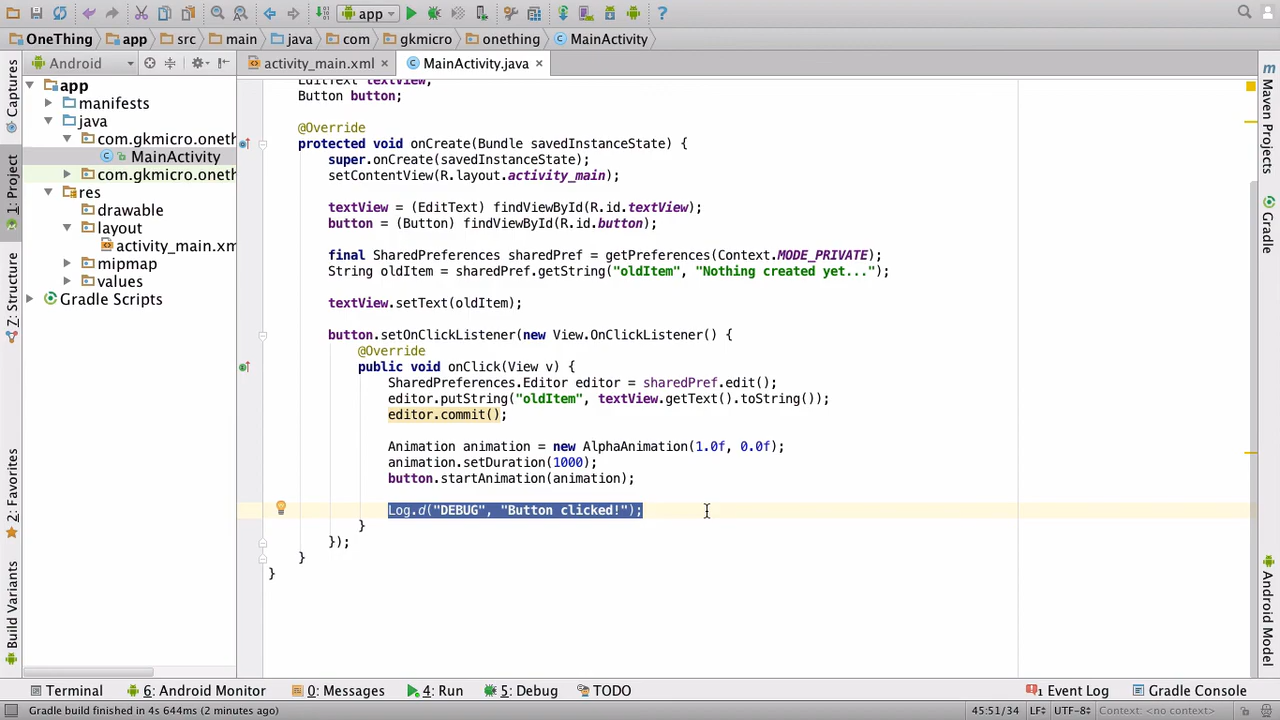 app
OneThing app src main java com gkmicro onething MainActivity
Android
activity_main.xml
MainActivity.java
Captures
1: Project
7: Structure
2: Favorites
Build Variants
app
manifests
java
com.gkmicro.oneth
MainActivity
com.gkmicro.oneth
res
drawable
layout
activity_main.xm
mipmap
values
Gradle Scripts
EditText textView;
Button button;
@Override
protected void onCreate(Bundle savedInstanceState) {
super.onCreate(savedInstanceState);
setContentView(R.layout.activity_main);
textView = (EditText) findViewById(R.id.textView);
button = (Button) findViewById(R.id.button);
final SharedPreferences sharedPref = getPreferences(Context.MODE_PRIVATE);
String oldItem = sharedPref.getString("oldItem", "Nothing created yet...");
textView.setText(oldItem);
button.setOnClickListener(new View.OnClickListener() {
@Override
public void onClick(View v) {
SharedPreferences.Editor editor = sharedPref.edit();
editor.putString("oldItem", textView.getText().toString());
editor.commit();
Animation animation = new AlphaAnimation(1.0f, 0.0f);
animation.setDuration(1000);
button.startAnimation(animation);
Log.d("DEBUG", "Button clicked!");
}
});
}
}
m Maven Projects
Gradle
Android Model
Terminal 6: Android Monitor 0: Messages 4: Run 5: Debug TODO 1 Event Log Gradle Console
Gradle build finished in 4s 644ms (2 minutes ago) 45:51/34 LF UTF-8 Context: <no context>